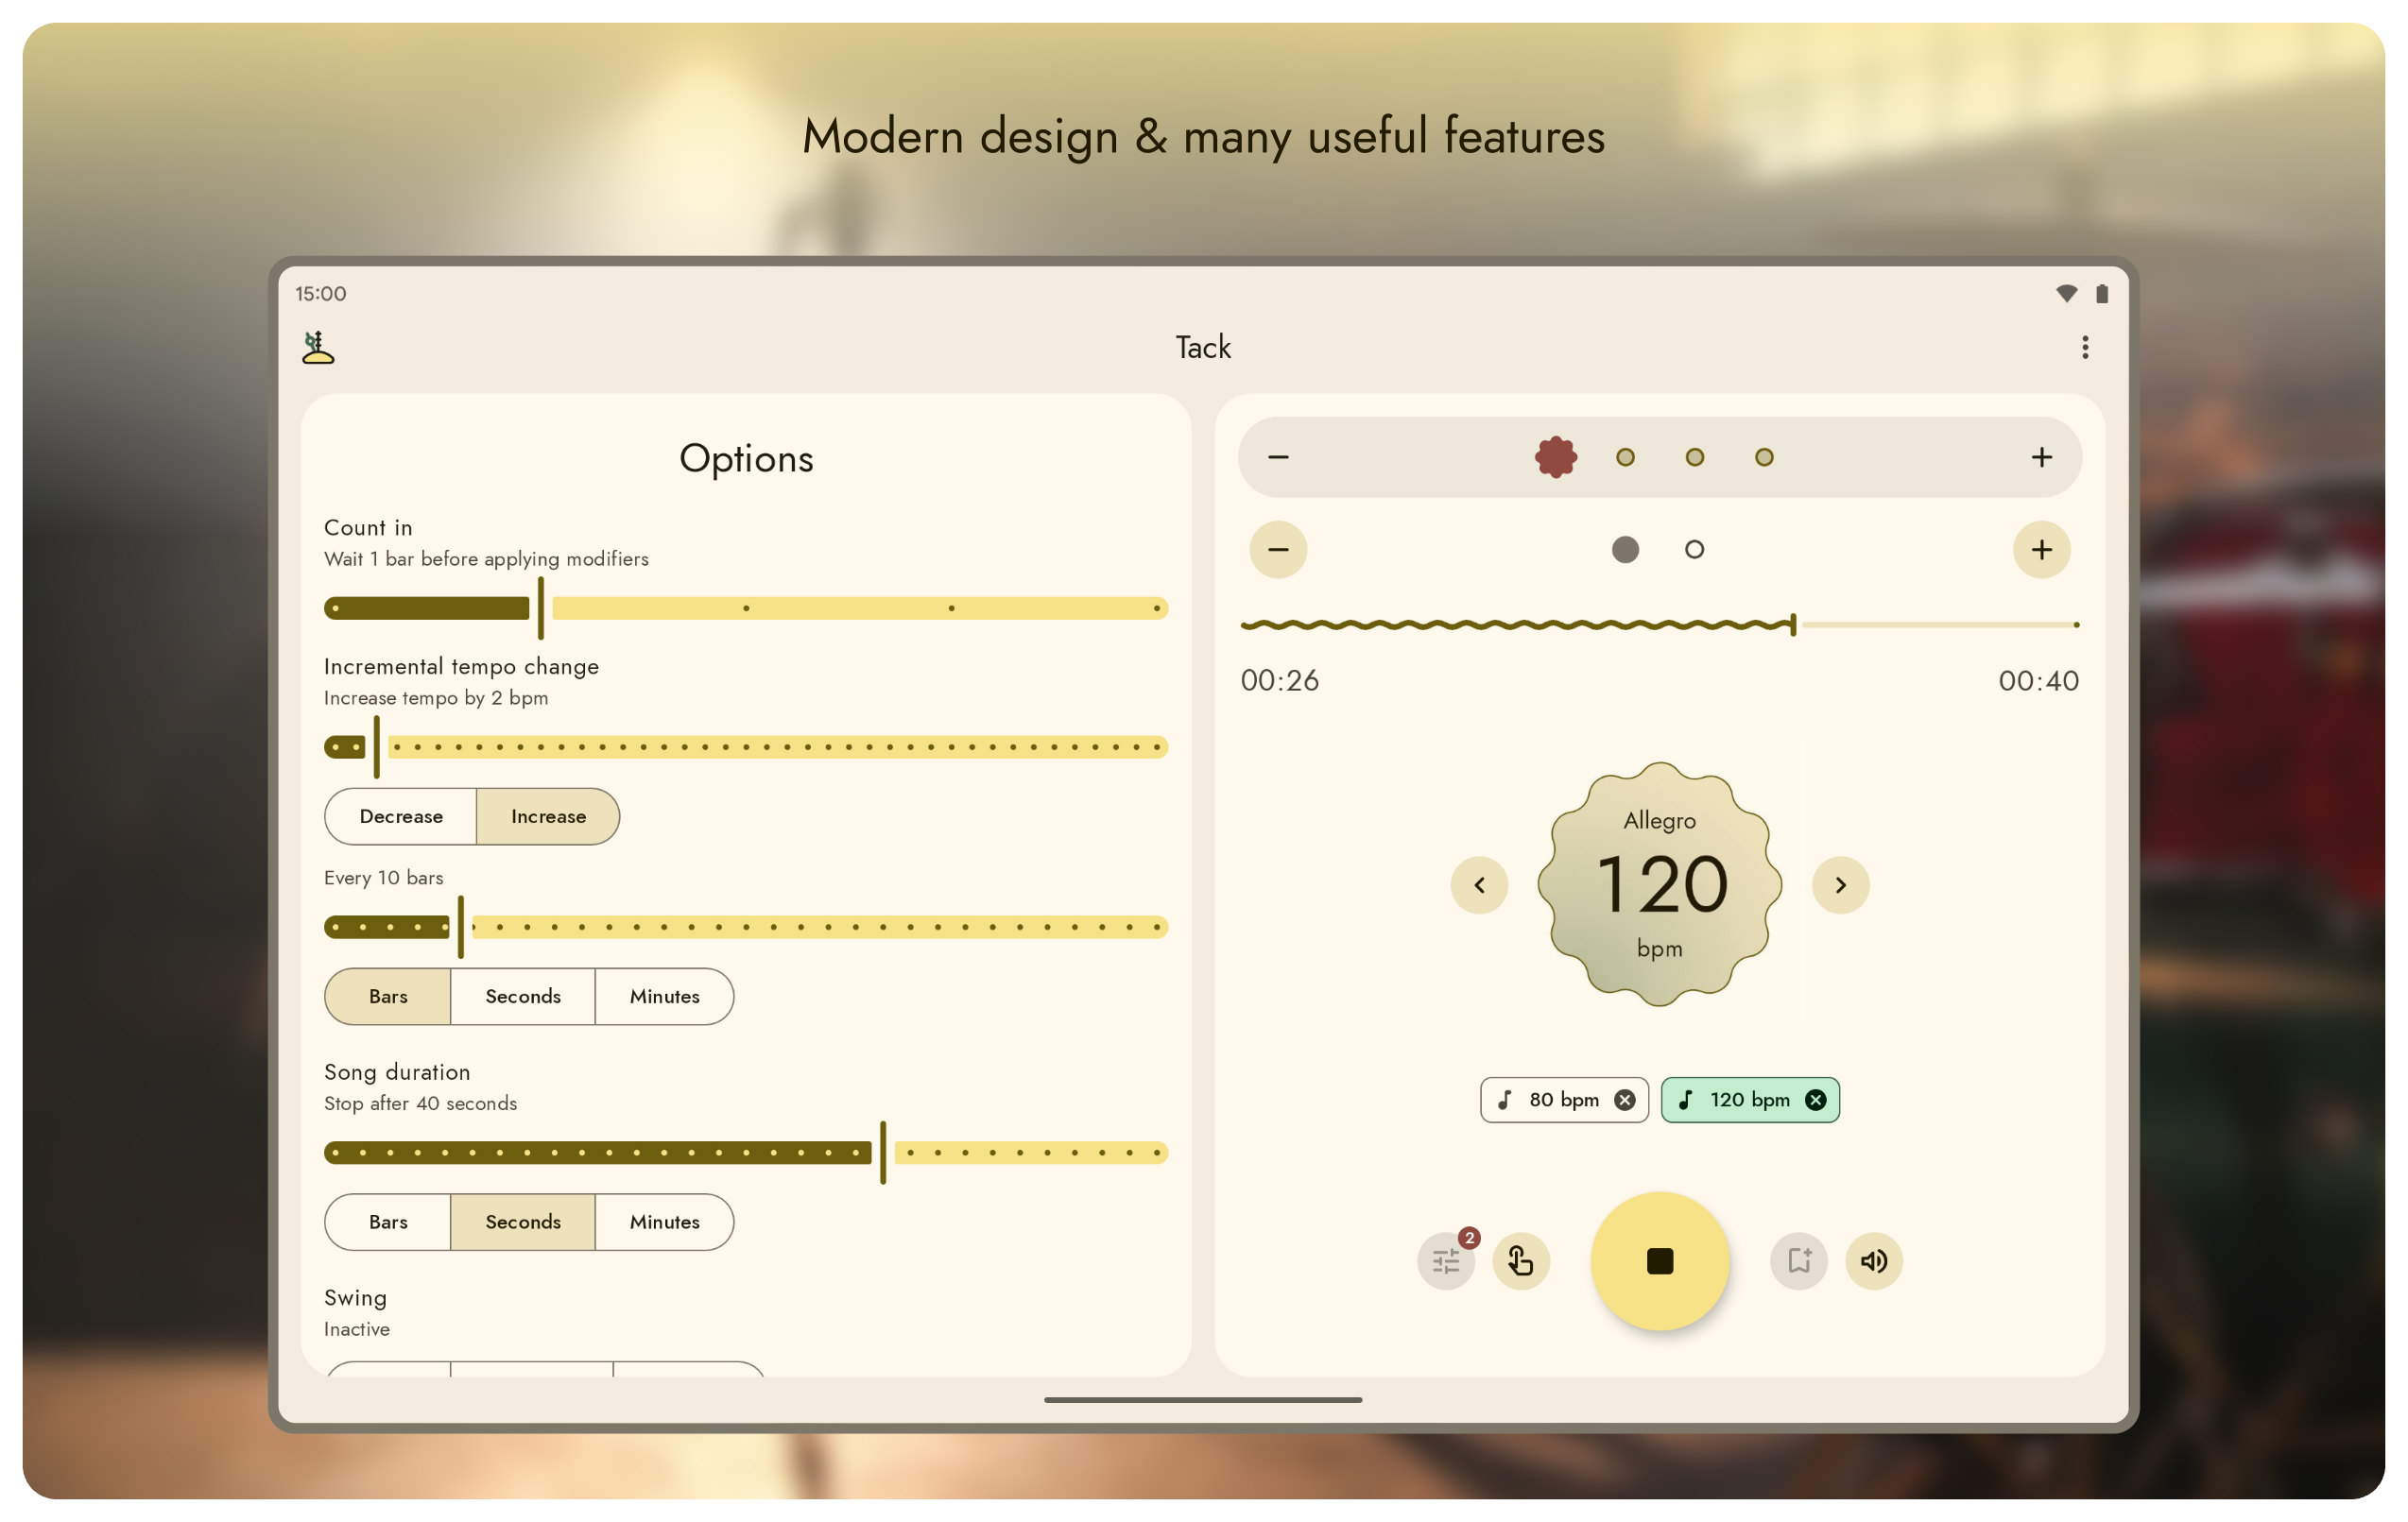 Modern design & many useful features
15:00
Tack
Options
Count in
Wait 1 bar before applying modifiers
Incremental tempo change
Increase tempo by 2 bpm
Decrease
Increase
Every 10 bars
Bars
Seconds
Minutes
Song duration
Stop after 40 seconds
Bars
Seconds
Minutes
Swing
Inactive
00:26
00:40
Allegro
120
bpm
80 bpm
120 bpm
2